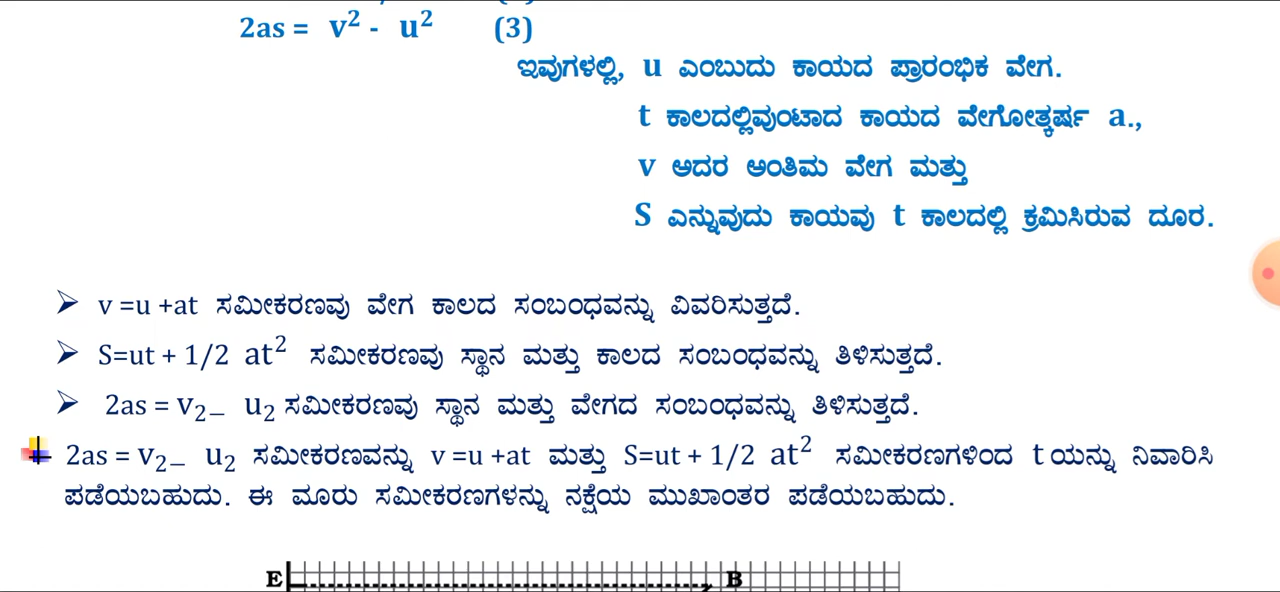 2as = v² - u² (3)
ಇವುಗಳಲ್ಲಿ, u ಎಂಬುದು ಕಾಯದ ಪ್ರಾರಂಭಿಕ ವೇಗ.
t ಕಾಲದಲ್ಲಿವುಂಟಾದ ಕಾಯದ ವೇಗೋತ್ಕರ್ಷ a.,
v ಅದರ ಅಂತಿಮ ವೇಗ ಮತ್ತು
S ಎನ್ನುವುದು ಕಾಯವು t ಕಾಲದಲ್ಲಿ ಕ್ರಮಿಸಿರುವ ದೂರ.
➢ v =u +at ಸಮೀಕರಣವು ವೇಗ ಕಾಲದ ಸಂಬಂಧವನ್ನು ವಿವರಿಸುತ್ತದೆ.
➢ S=ut + 1/2 at² ಸಮೀಕರಣವು ಸ್ಥಾನ ಮತ್ತು ಕಾಲದ ಸಂಬಂಧವನ್ನು ತಿಳಿಸುತ್ತದೆ.
➢ 2as = v₂₋ u₂ ಸಮೀಕರಣವು ಸ್ಥಾನ ಮತ್ತು ವೇಗದ ಸಂಬಂಧವನ್ನು ತಿಳಿಸುತ್ತದೆ.
2as = v₂₋ u₂ ಸಮೀಕರಣವನ್ನು v =u +at ಮತ್ತು S=ut + 1/2 at² ಸಮೀಕರಣಗಳಿಂದ t ಯನ್ನು ನಿವಾರಿಸಿ
ಪಡೆಯಬಹುದು. ಈ ಮೂರು ಸಮೀಕರಣಗಳನ್ನು ನಕ್ಷೆಯ ಮುಖಾಂತರ ಪಡೆಯಬಹುದು.
E B